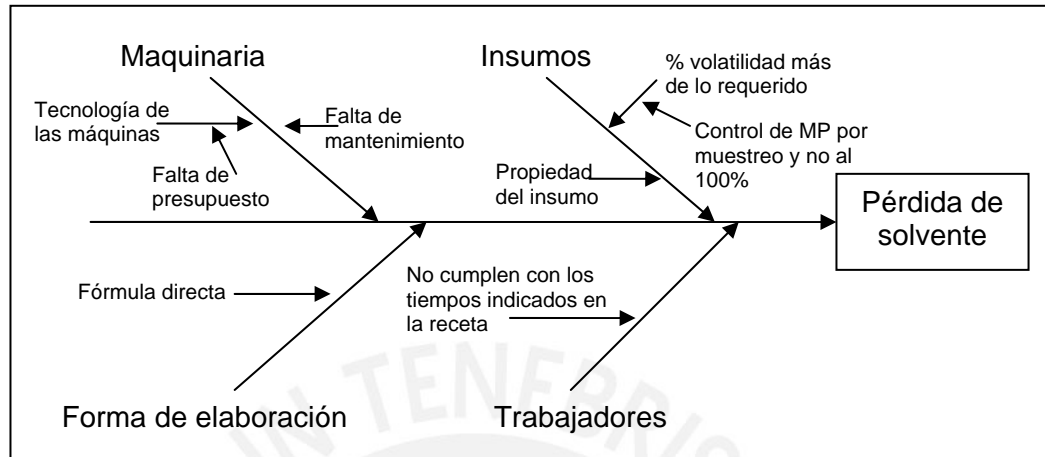 Maquinaria
Insumos
% volatilidad más
de lo requerido
Tecnología de
las máquinas
Falta de
mantenimiento
Control de MP por
muestreo y no al
100%
Falta de
presupuesto
Propiedad
del insumo
Pérdida de
solvente
Fórmula directa
No cumplen con los
tiempos indicados en
la receta
Forma de elaboración
Trabajadores
IN TENEBRIS